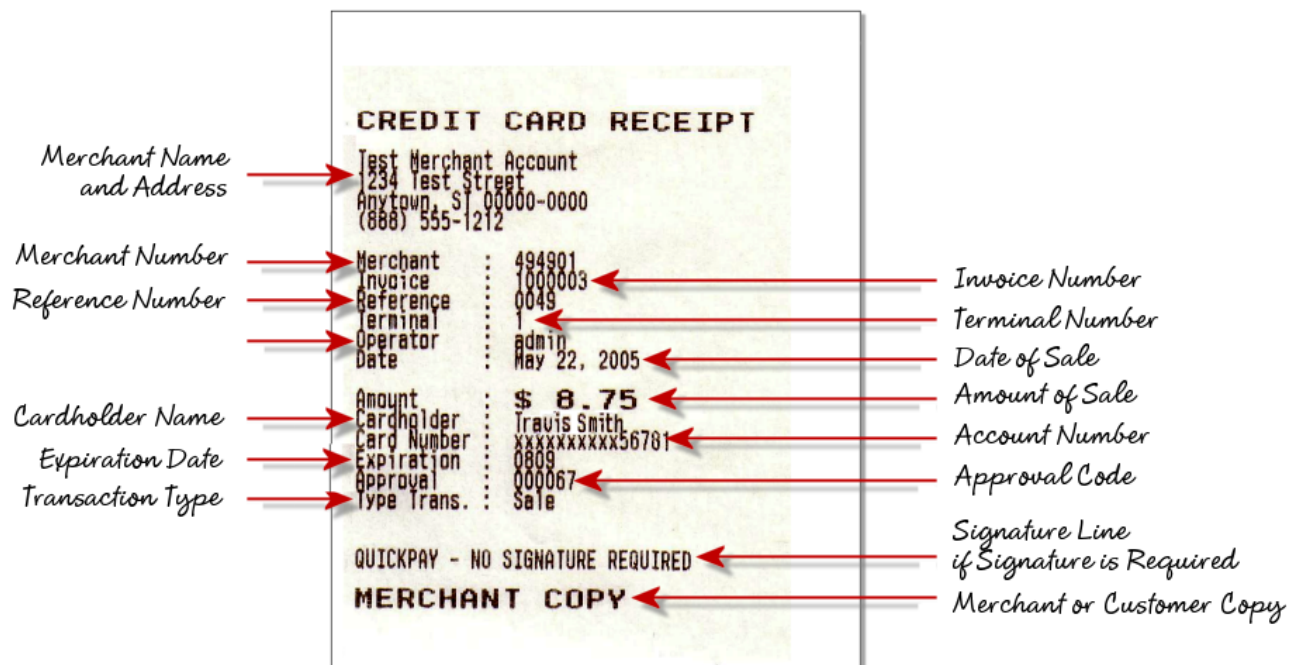 CREDIT CARD RECEIPT
Merchant Name
and Address
Test Merchant Account
1234 Test Street
Anytown, ST 00000-0000
(888) 555-1212
Merchant Number
Merchant : 494901
Invoice : 1000003
Invoice Number
Reference Number
Reference : 0049
Terminal : 1
Terminal Number
Operator : admin
Date : May 22, 2005
Date of Sale
Amount : $ 8.75
Amount of Sale
Cardholder Name
Cardholder : Travis Smith
Card Number : xxxxxxxxxx56781
Account Number
Expiration Date
Expiration : 0809
Approval : 000067
Approval Code
Transaction Type
Type Trans. : Sale
QUICKPAY - NO SIGNATURE REQUIRED
Signature Line
if Signature is Required
MERCHANT COPY
Merchant or Customer Copy